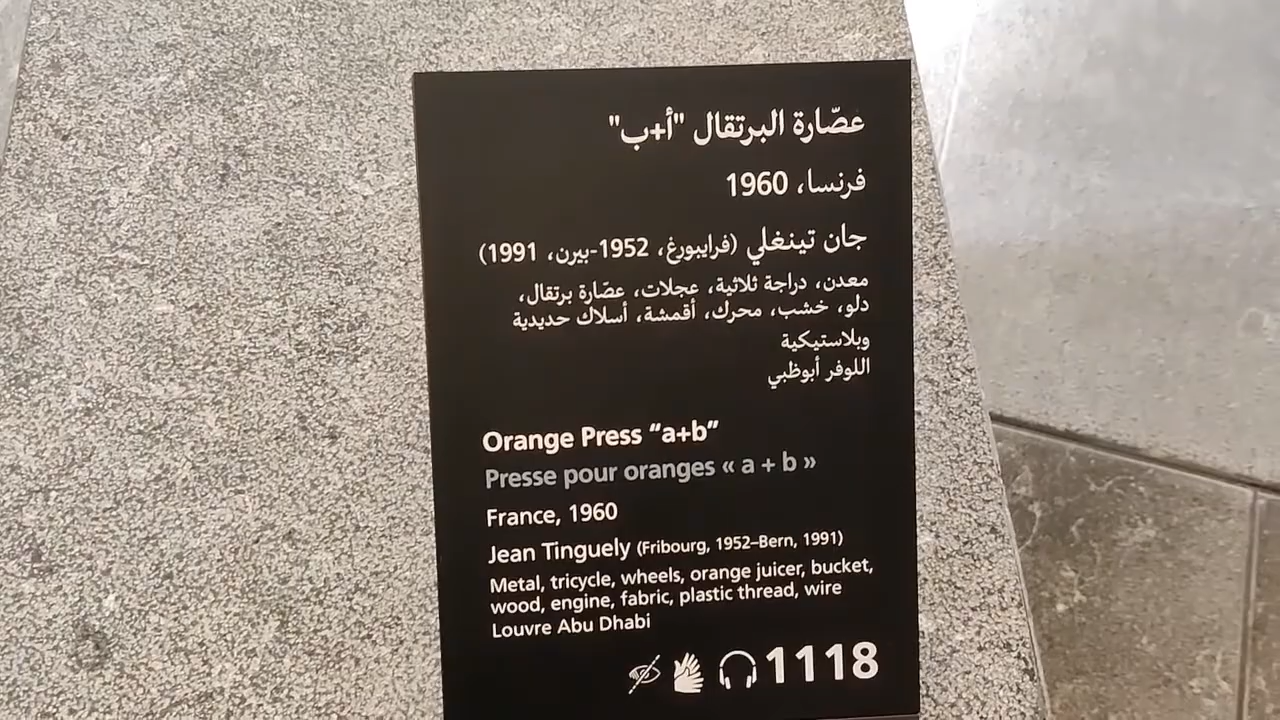 عصّارة البرتقال "أ+ب"
فرنسا، 1960
جان تينغلي (فرايبورغ، 1952-بيرن، 1991)
معدن، دراجة ثلاثية، عجلات، عصّارة برتقال،
دلو، خشب، محرك، أقمشة، أسلاك حديدية
وبلاستيكية
اللوفر أبوظبي
Orange Press “a+b”
Presse pour oranges « a + b »
France, 1960
Jean Tinguely (Fribourg, 1952–Bern, 1991)
Metal, tricycle, wheels, orange juicer, bucket,
wood, engine, fabric, plastic thread, wire
Louvre Abu Dhabi
1118